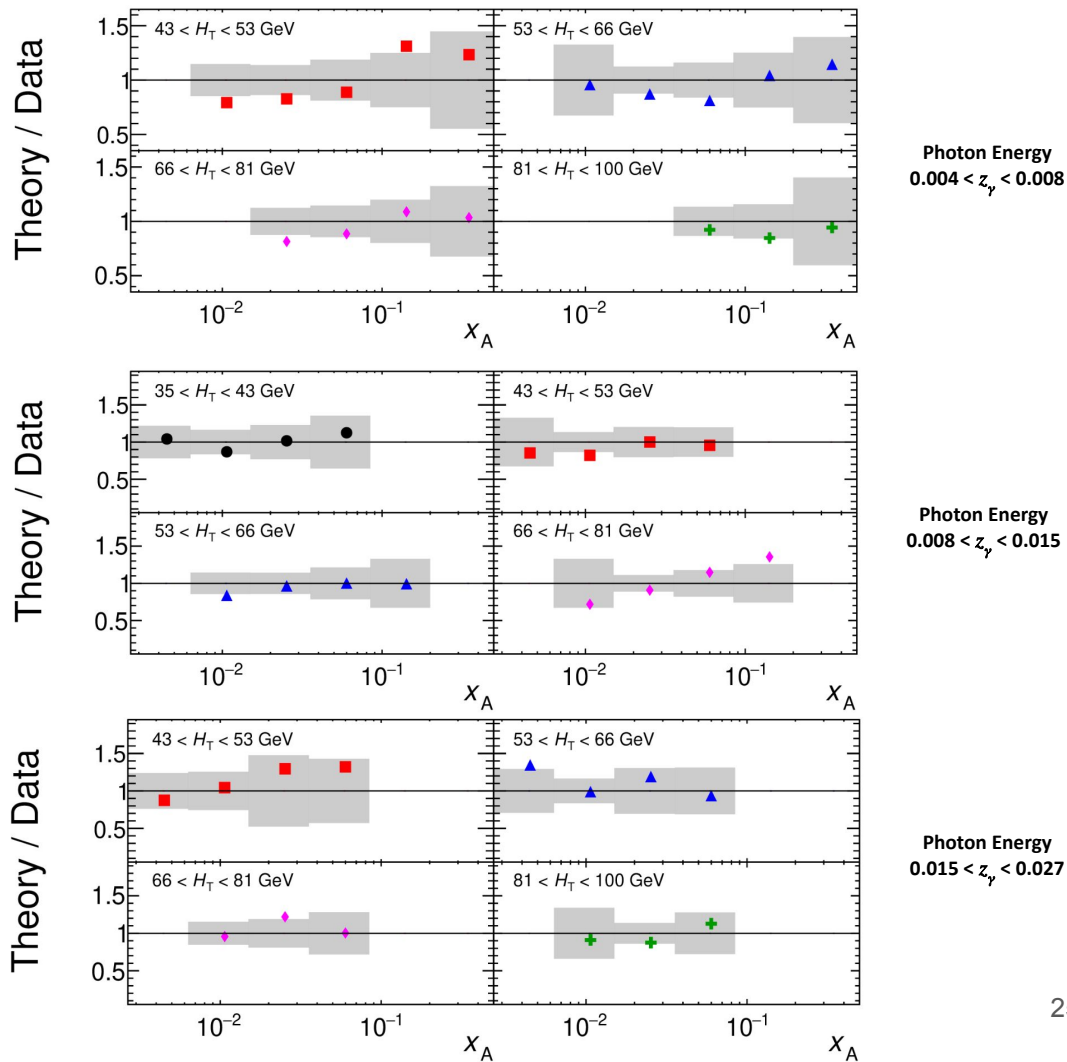 43 < H_T < 53 GeV
53 < H_T < 66 GeV
1.5
1
0.5
66 < H_T < 81 GeV
81 < H_T < 100 GeV
1.5
1
0.5
Theory / Data
10⁻²
10⁻¹
10⁻²
10⁻¹
x_A
x_A
Photon Energy
0.004 < z_γ < 0.008
35 < H_T < 43 GeV
43 < H_T < 53 GeV
1.5
1
0.5
53 < H_T < 66 GeV
66 < H_T < 81 GeV
1.5
1
0.5
Theory / Data
10⁻²
10⁻¹
10⁻²
10⁻¹
x_A
x_A
Photon Energy
0.008 < z_γ < 0.015
43 < H_T < 53 GeV
53 < H_T < 66 GeV
1.5
1
0.5
66 < H_T < 81 GeV
81 < H_T < 100 GeV
1.5
1
0.5
Theory / Data
10⁻²
10⁻¹
10⁻²
10⁻¹
x_A
x_A
Photon Energy
0.015 < z_γ < 0.027